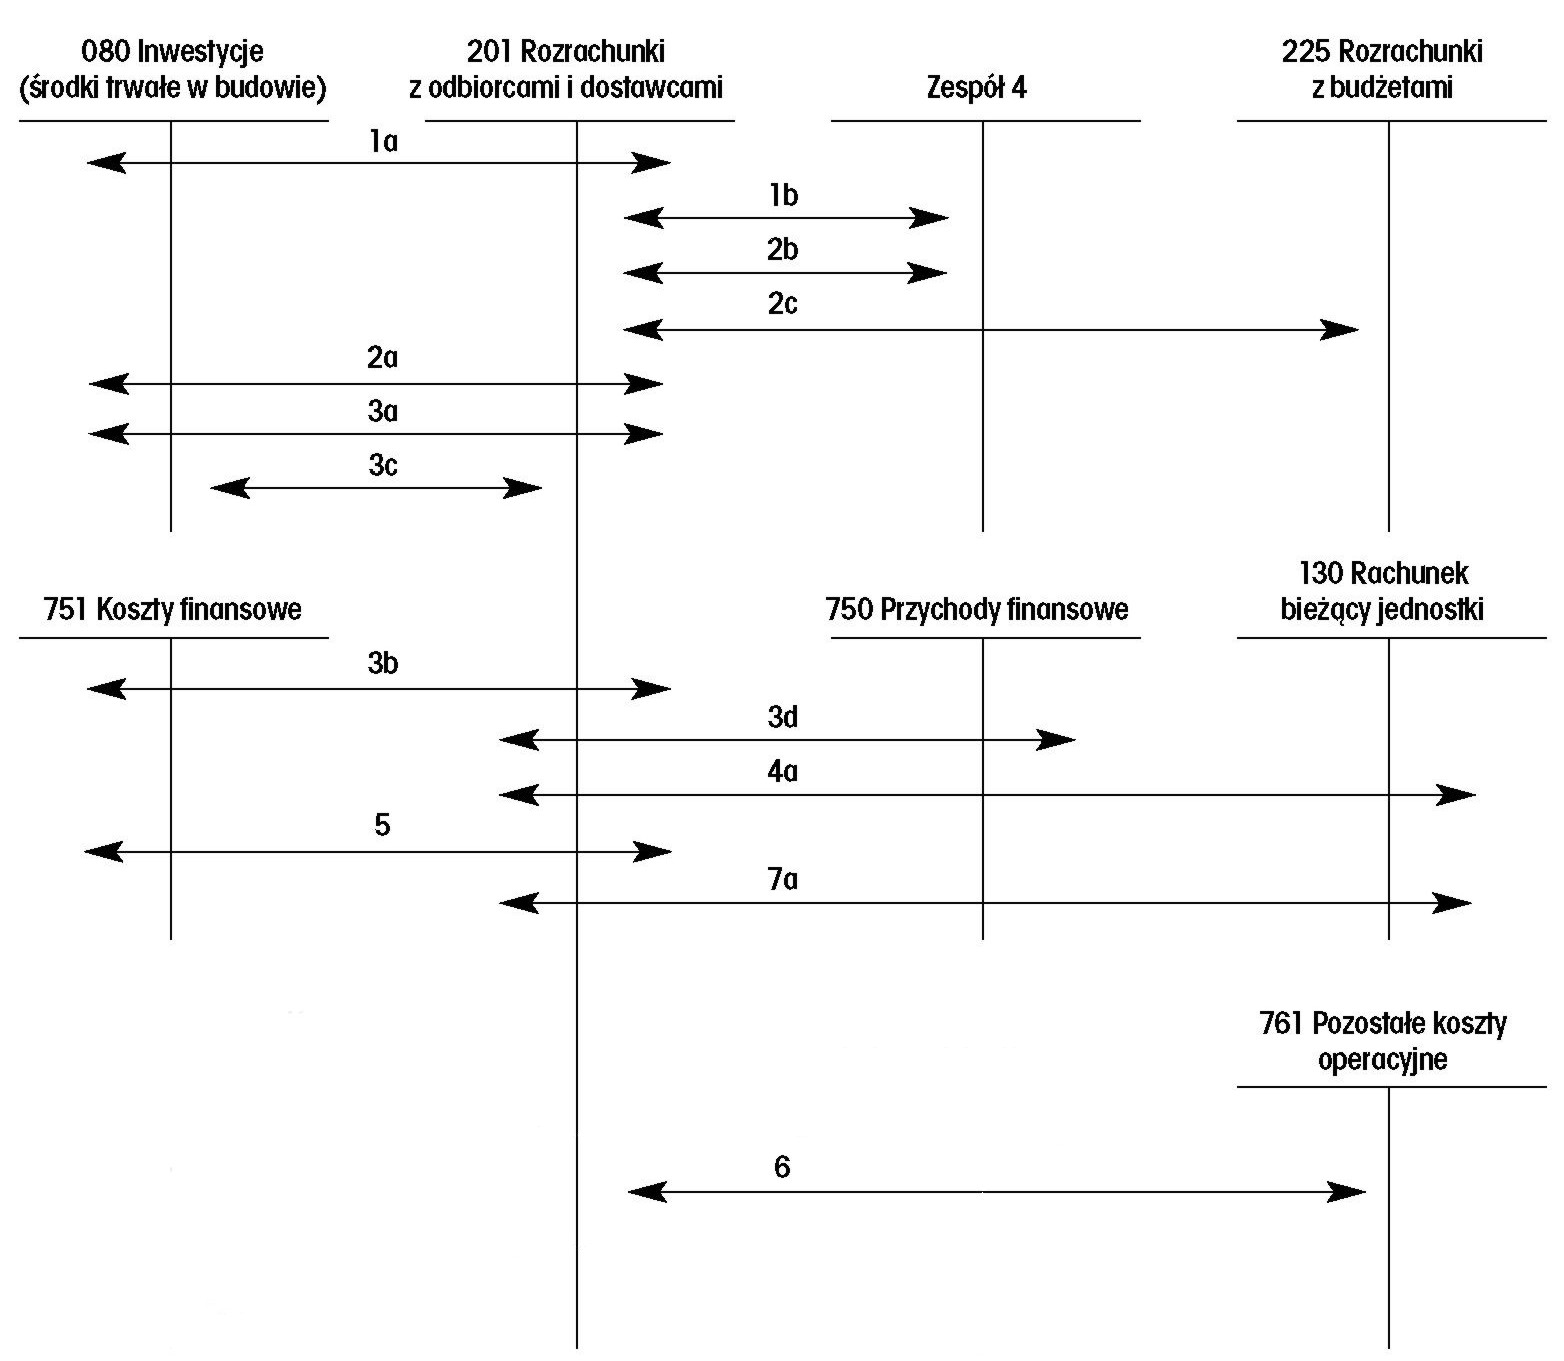 080 Inwestycje
(środki trwałe w budowie)
201 Rozrachunki
z odbiorcami i dostawcami
Zespół 4
225 Rozrachunki
z budżetami
1a
1b
2b
2c
2a
3a
3c
751 Koszty finansowe
750 Przychody finansowe
130 Rachunek
bieżący jednostki
3b
3d
4a
5
7a
761 Pozostałe koszty
operacyjne
6